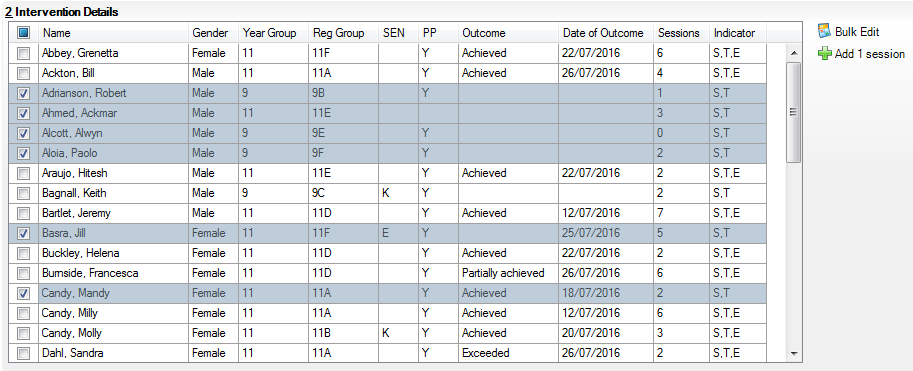 2 Intervention Details
Name Gender Year Group Reg Group SEN PP Outcome Date of Outcome Sessions Indicator
Abbey, Grenetta Female 11 11F Y Achieved 22/07/2016 6 S,T,E
Ackton, Bill Male 11 11A Y Achieved 26/07/2016 4 S,T,E
Adrianson, Robert Male 9 9B Y 1 S,T
Ahmed, Ackmar Male 11 11E 3 S,T
Alcott, Alwyn Male 9 9E Y 0 S,T
Aloia, Paolo Male 9 9F Y 2 S,T
Araujo, Hitesh Male 11 11E Y Achieved 22/07/2016 2 S,T,E
Bagnall, Keith Male 9 9C K Y 2 S,T
Bartlet, Jeremy Male 11 11D Y Achieved 12/07/2016 7 S,T,E
Basra, Jill Female 11 11F E Y 25/07/2016 5 S,T
Buckley, Helena Female 11 11D Y Achieved 22/07/2016 2 S,T,E
Burnside, Francesca Female 11 11D Y Partially achieved 26/07/2016 6 S,T,E
Candy, Mandy Female 11 11A Y Achieved 18/07/2016 2 S,T
Candy, Milly Female 11 11A Y Achieved 12/07/2016 6 S,T,E
Candy, Molly Female 11 11B K Y Achieved 20/07/2016 3 S,T,E
Dahl, Sandra Female 11 11A Y Exceeded 26/07/2016 2 S,T,E
Bulk Edit
Add 1 session